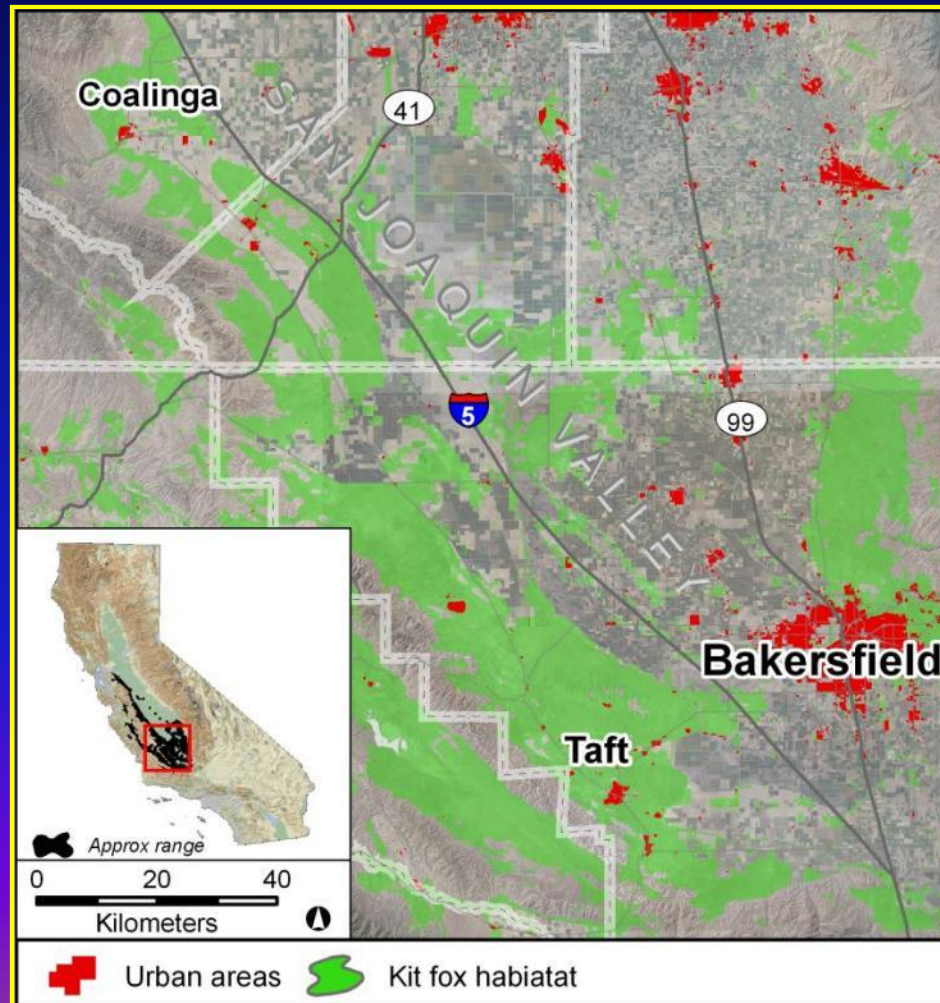 Coalinga
41
SAN JOAQUIN VALLEY
5
99
Bakersfield
Taft
Approx range
0 20 40
Kilometers
Urban areas
Kit fox habiatat